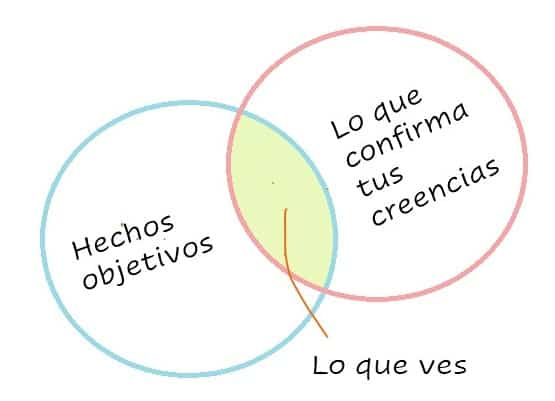 Lo que
confirma
tus
creencias
Hechos
objetivos
Lo que ves